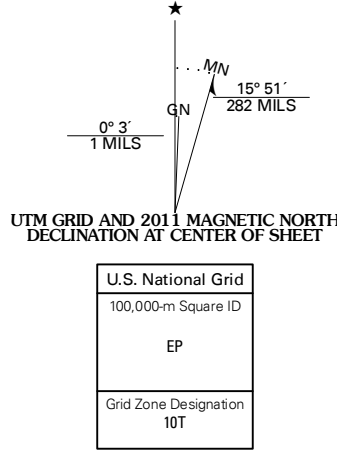 ★
MN
15° 51´
282 MILS
GN
0° 3´
1 MILS
UTM GRID AND 2011 MAGNETIC NORTH
DECLINATION AT CENTER OF SHEET
U.S. National Grid
100,000-m Square ID
EP
Grid Zone Designation
10T